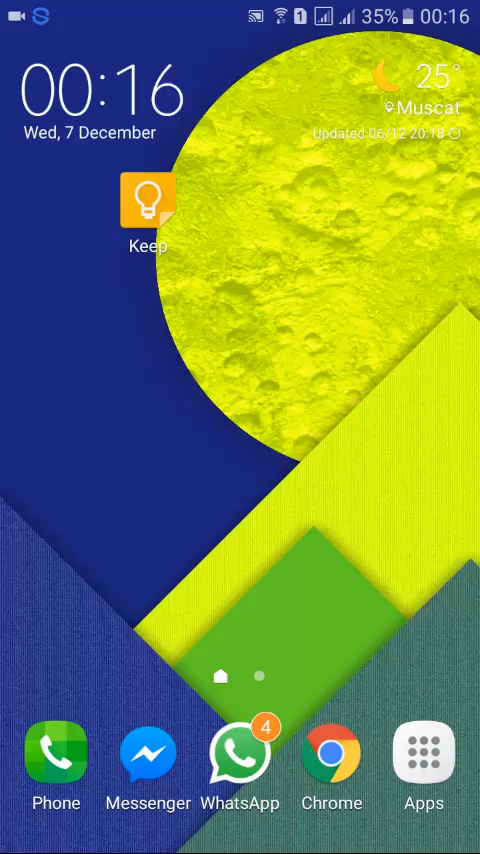 1 35% 00:16
00:16
Wed, 7 December
25°
Muscat
Updated 06/12 20:18
Keep
4
Phone Messenger WhatsApp Chrome Apps